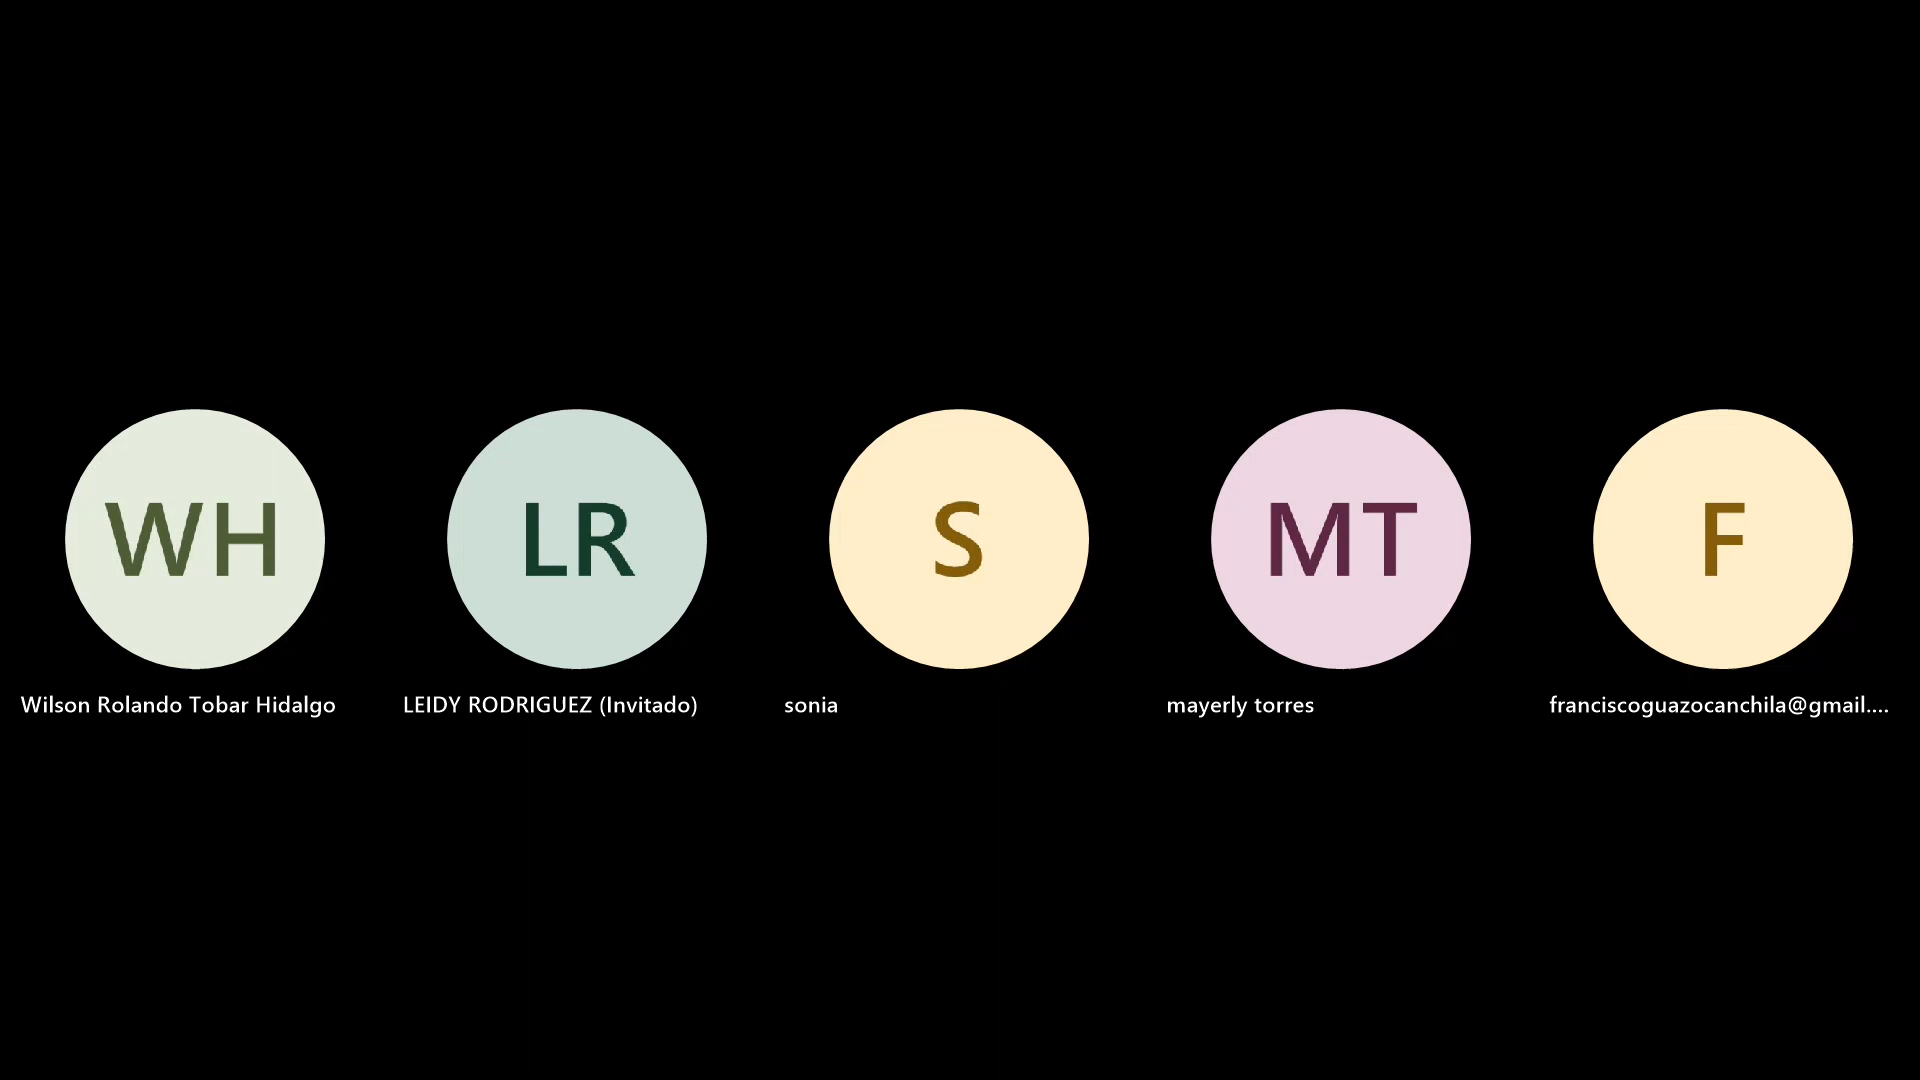 WH
LR
S
MT
F
Wilson Rolando Tobar Hidalgo
LEIDY RODRIGUEZ (Invitado)
sonia
mayerly torres
franciscoguazocanchila@gmail....